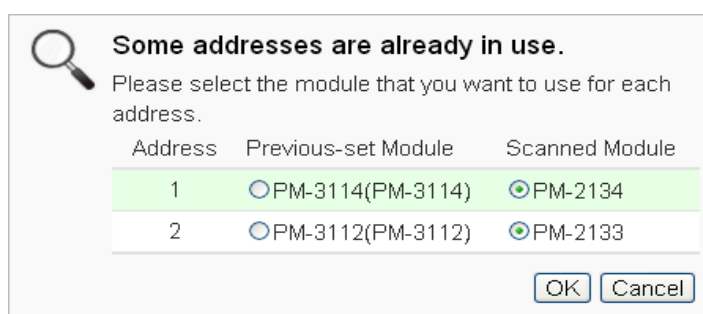 Some addresses are already in use.
Please select the module that you want to use for each
address.
Address Previous-set Module Scanned Module
1 PM-3114(PM-3114) PM-2134
2 PM-3112(PM-3112) PM-2133
OK Cancel